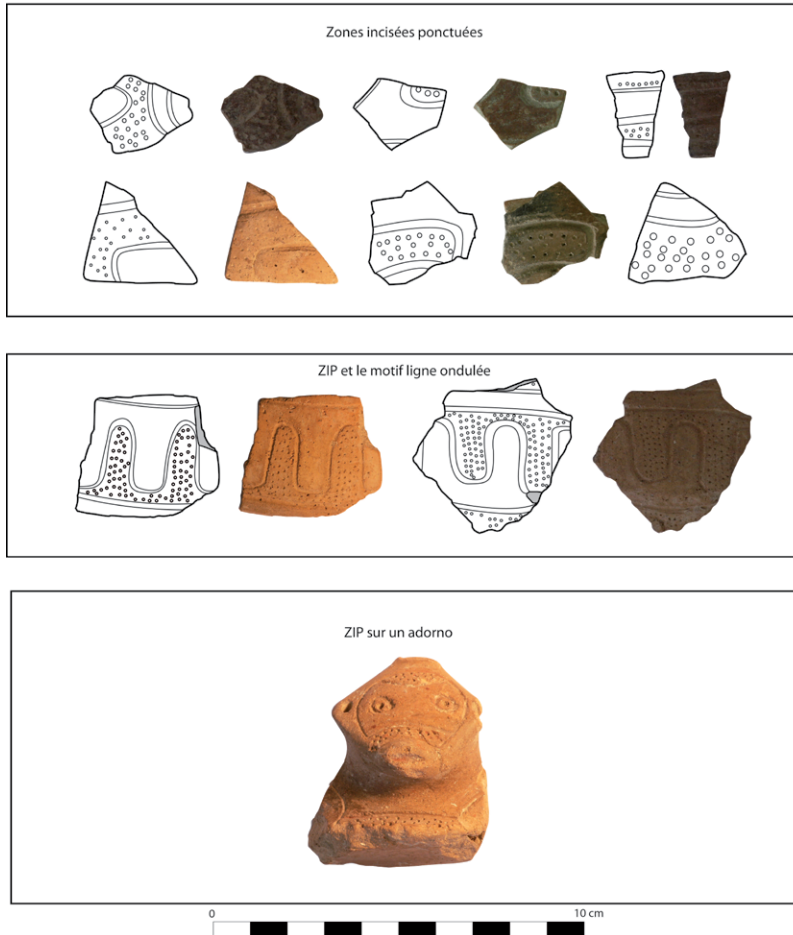 Zones incisées ponctuées
ZIP et le motif ligne ondulée
ZIP sur un adorno
0 10 cm